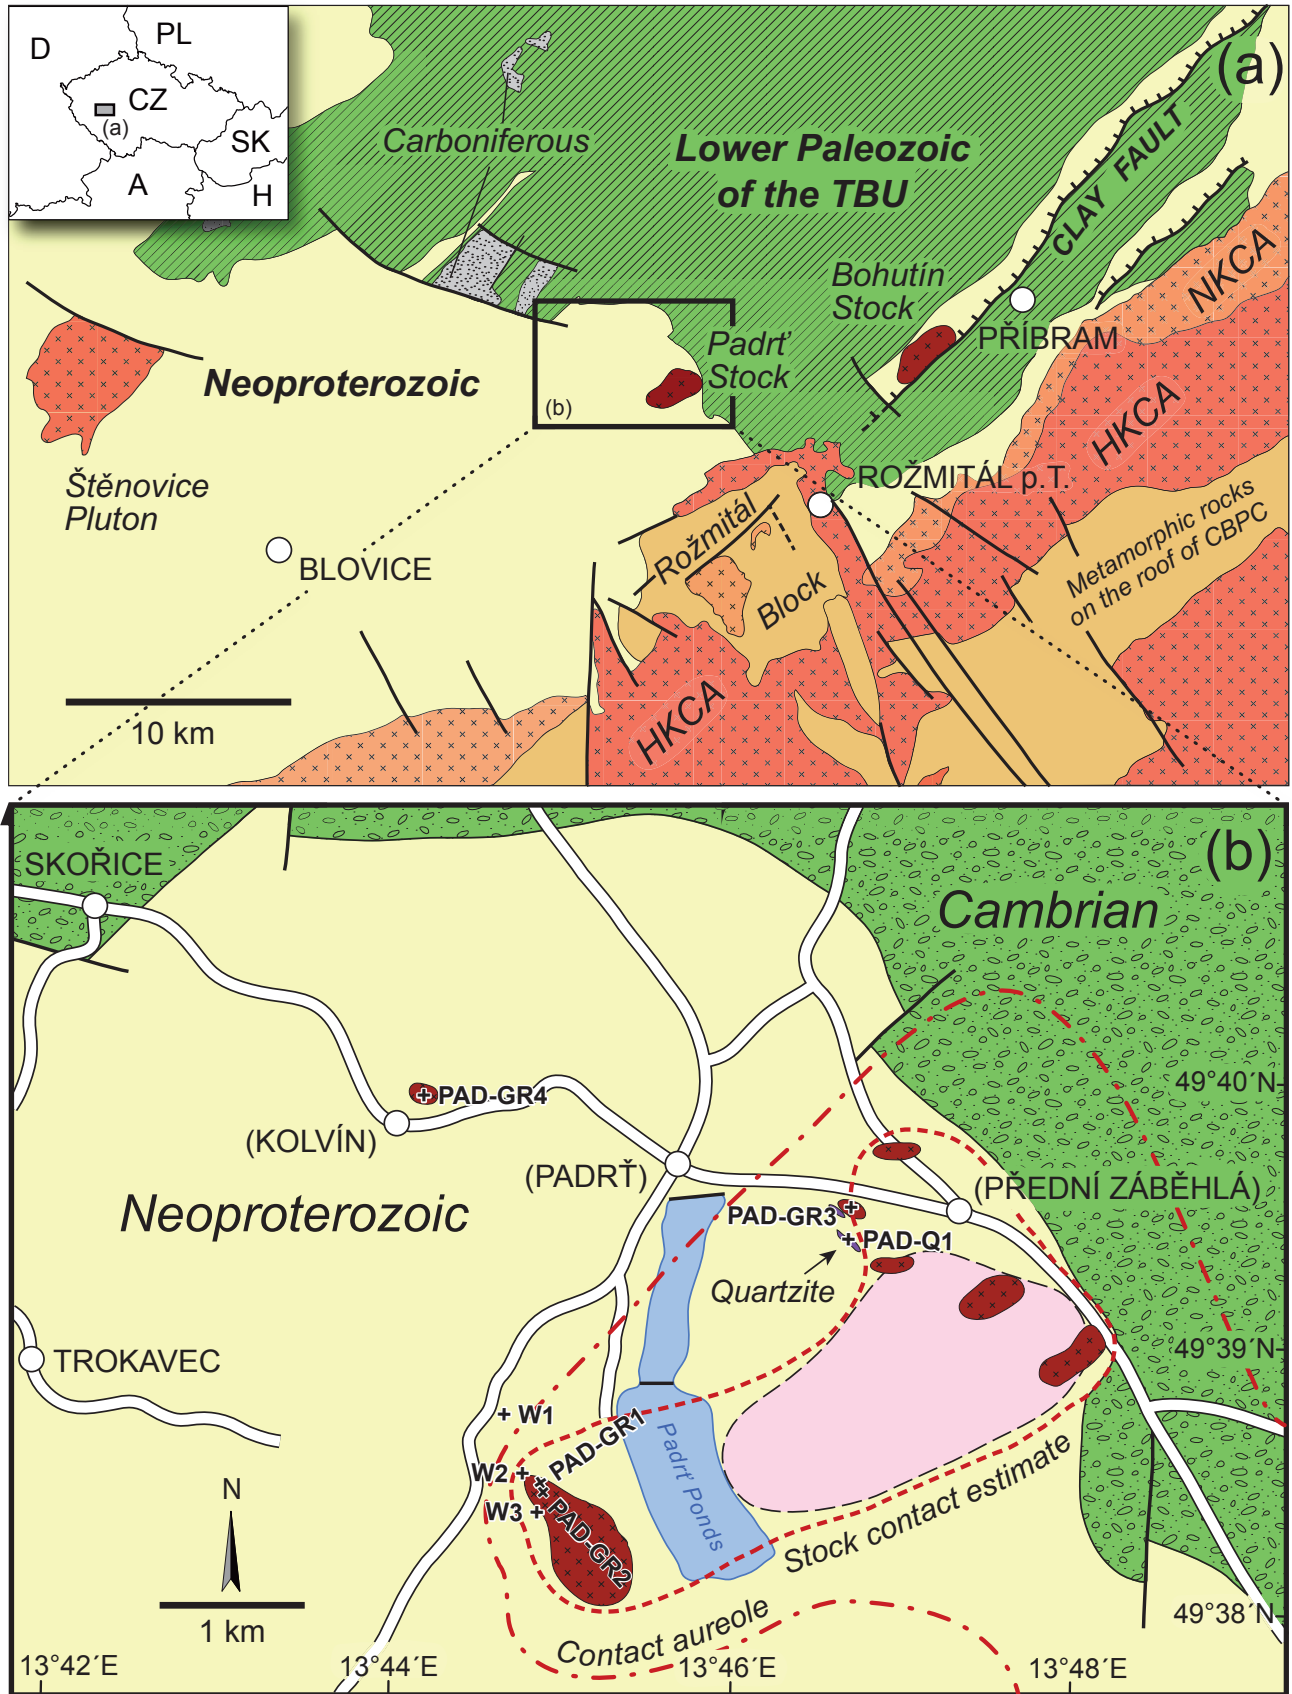 D
PL
CZ
(a)
SK
A
H
(a)
Carboniferous
Lower Paleozoic
of the TBU
CLAY FAULT
NKCA
Bohutín
Stock
PŘÍBRAM
Padrť
Stock
Neoproterozoic
(b)
HKCA
Štěnovice
Pluton
ROŽMITÁL p.T.
Rožmitál
Block
Metamorphic rocks
on the roof of CBPC
BLOVICE
HKCA
10 km
(b)
SKOŘICE
Cambrian
49°40´N
PAD-GR4
(KOLVÍN)
(PADRŤ)
(PŘEDNÍ ZÁBĚHLÁ)
Neoproterozoic
PAD-GR3
PAD-Q1
Quartzite
49°39´N
TROKAVEC
W1
PAD-GR1
W2
W3
PAD-GR2
Padrť Ponds
Stock contact estimate
N
1 km
Contact aureole
49°38´N
13°42´E
13°44´E
13°46´E
13°48´E